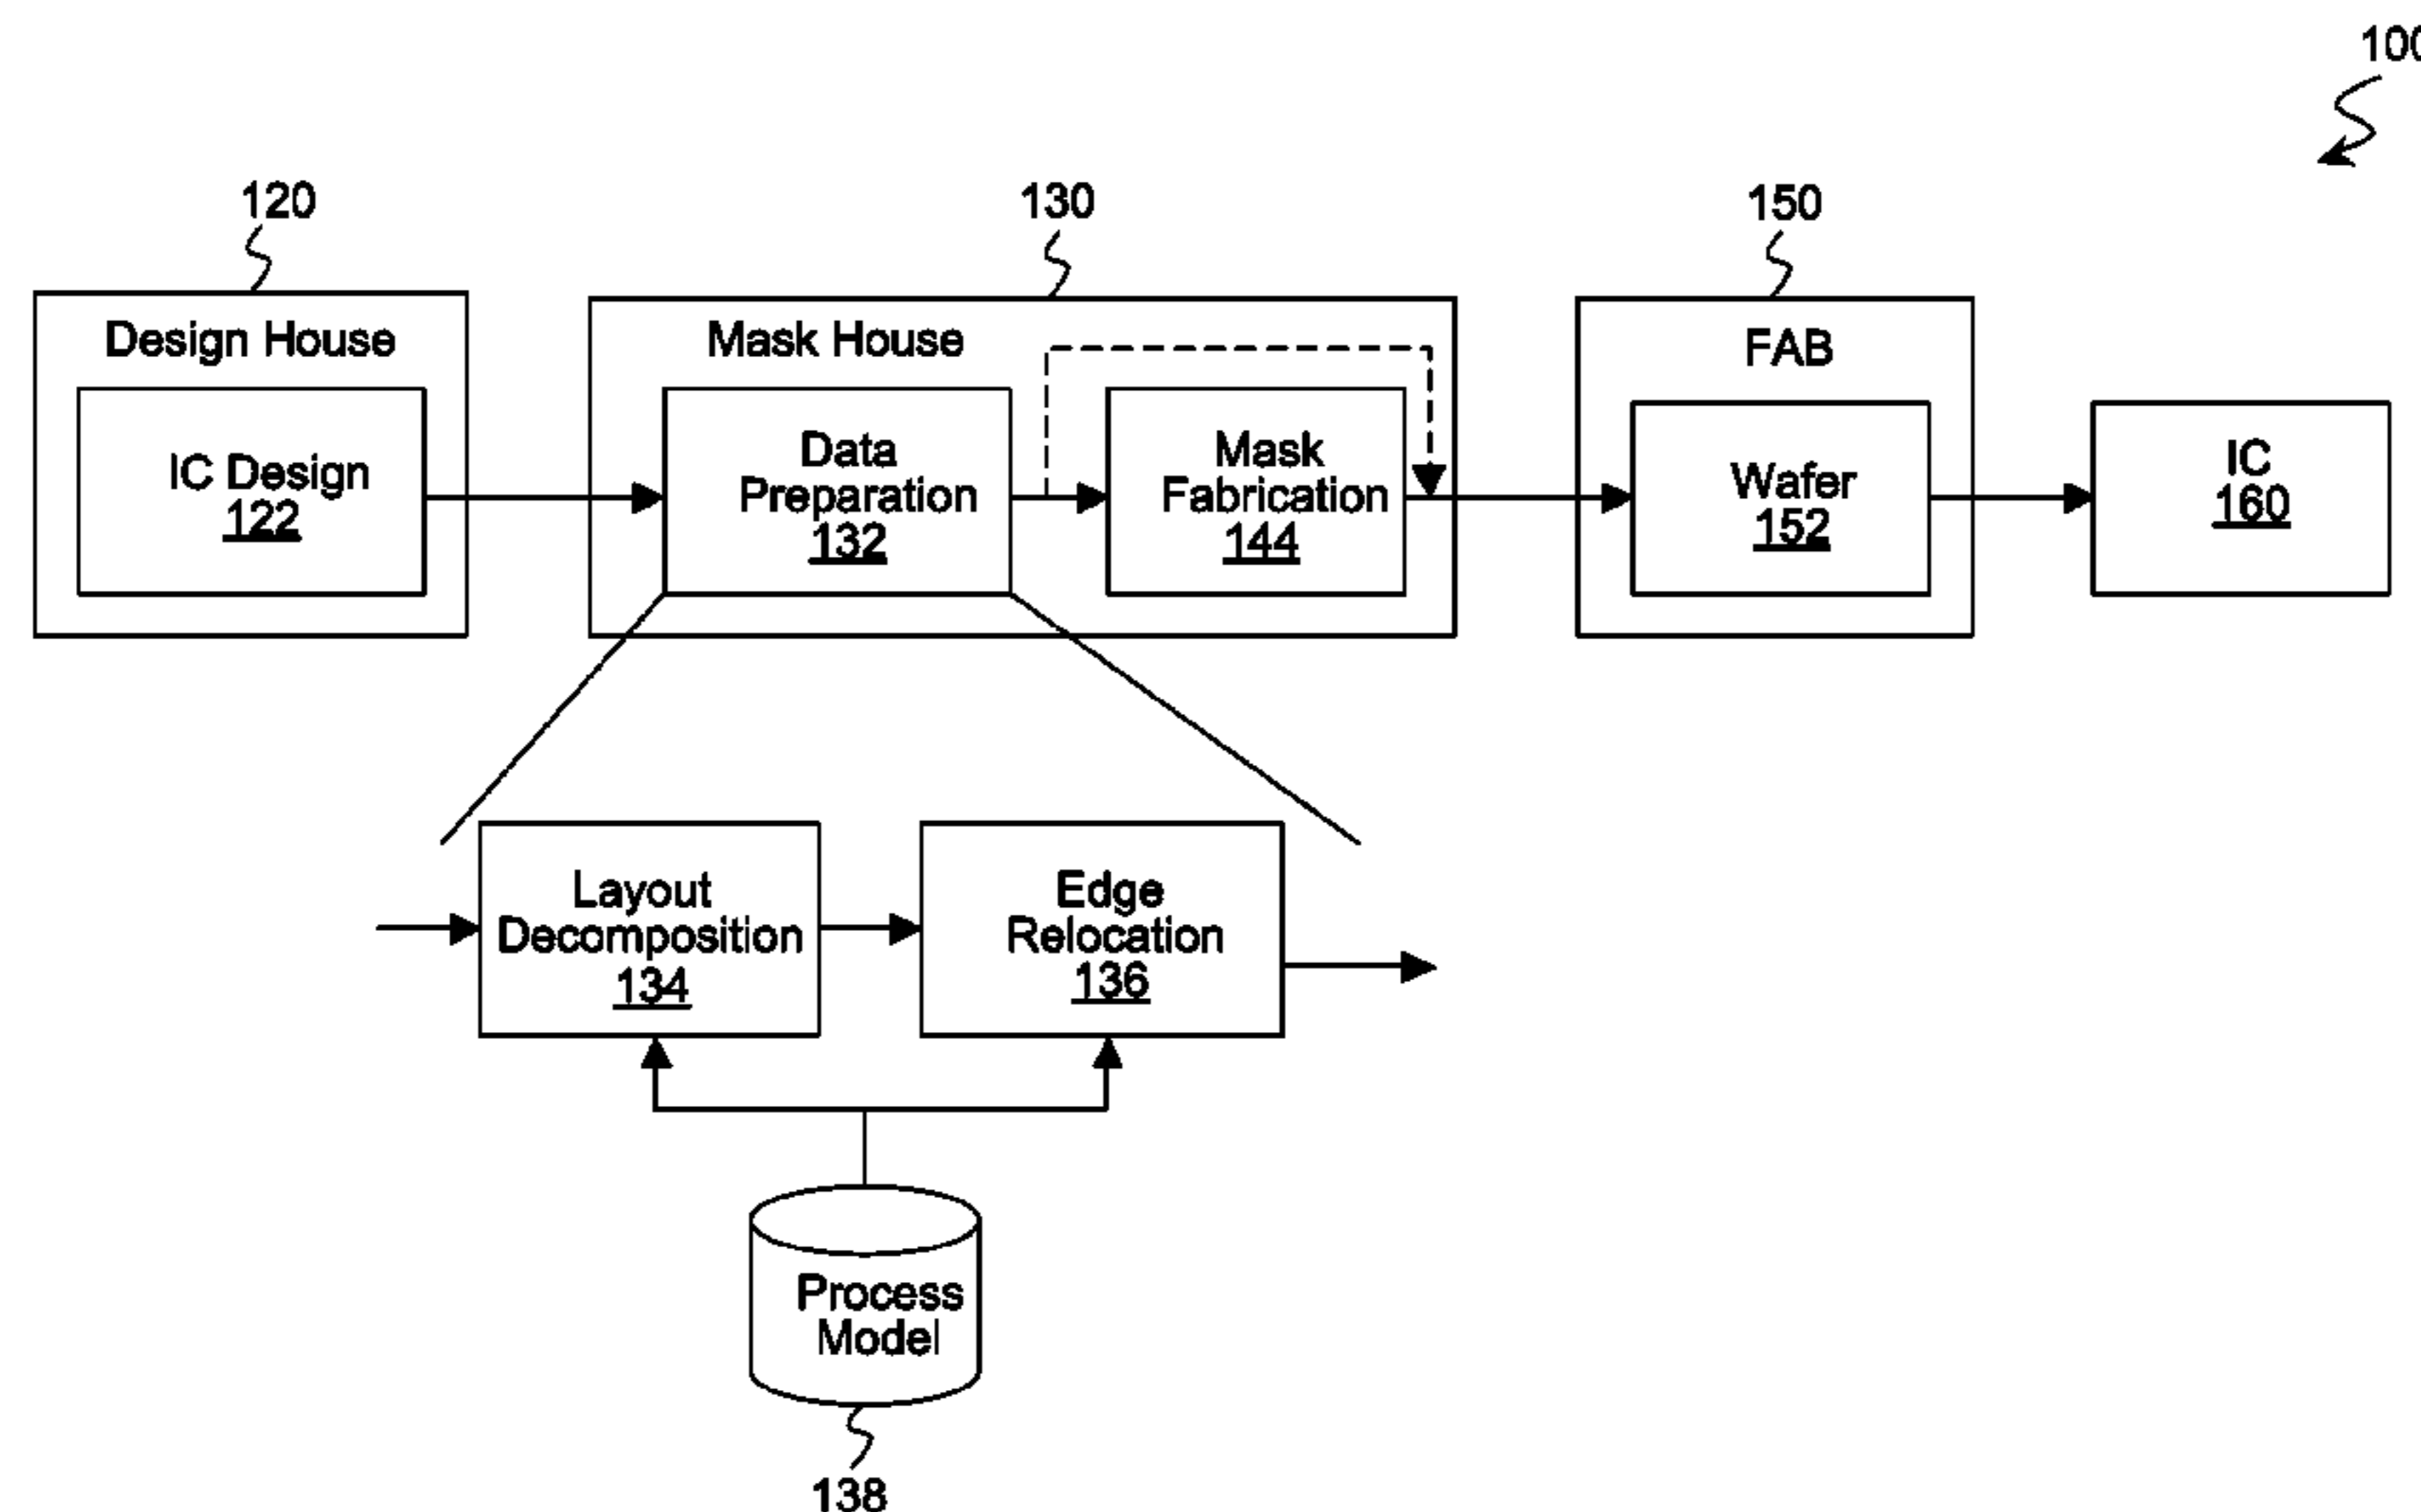 100
120
130
150
Design House
Mask House
FAB
IC Design
122
Data
Preparation
132
Mask
Fabrication
144
Wafer
152
IC
160
Layout
Decomposition
134
Edge
Relocation
136
Process
Model
138